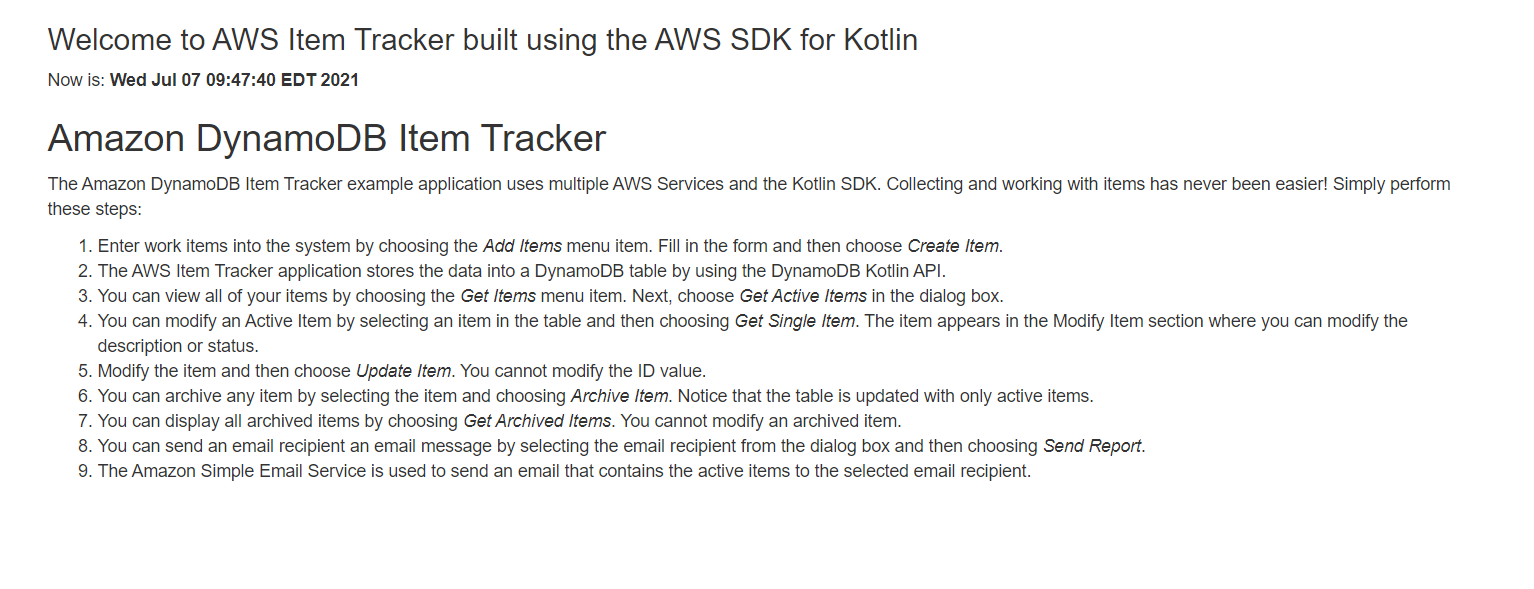 Welcome to AWS Item Tracker built using the AWS SDK for Kotlin
Now is: Wed Jul 07 09:47:40 EDT 2021
Amazon DynamoDB Item Tracker
The Amazon DynamoDB Item Tracker example application uses multiple AWS Services and the Kotlin SDK. Collecting and working with items has never been easier! Simply perform
these steps:
1. Enter work items into the system by choosing the Add Items menu item. Fill in the form and then choose Create Item.
2. The AWS Item Tracker application stores the data into a DynamoDB table by using the DynamoDB Kotlin API.
3. You can view all of your items by choosing the Get Items menu item. Next, choose Get Active Items in the dialog box.
4. You can modify an Active Item by selecting an item in the table and then choosing Get Single Item. The item appears in the Modify Item section where you can modify the
description or status.
5. Modify the item and then choose Update Item. You cannot modify the ID value.
6. You can archive any item by selecting the item and choosing Archive Item. Notice that the table is updated with only active items.
7. You can display all archived items by choosing Get Archived Items. You cannot modify an archived item.
8. You can send an email recipient an email message by selecting the email recipient from the dialog box and then choosing Send Report.
9. The Amazon Simple Email Service is used to send an email that contains the active items to the selected email recipient.